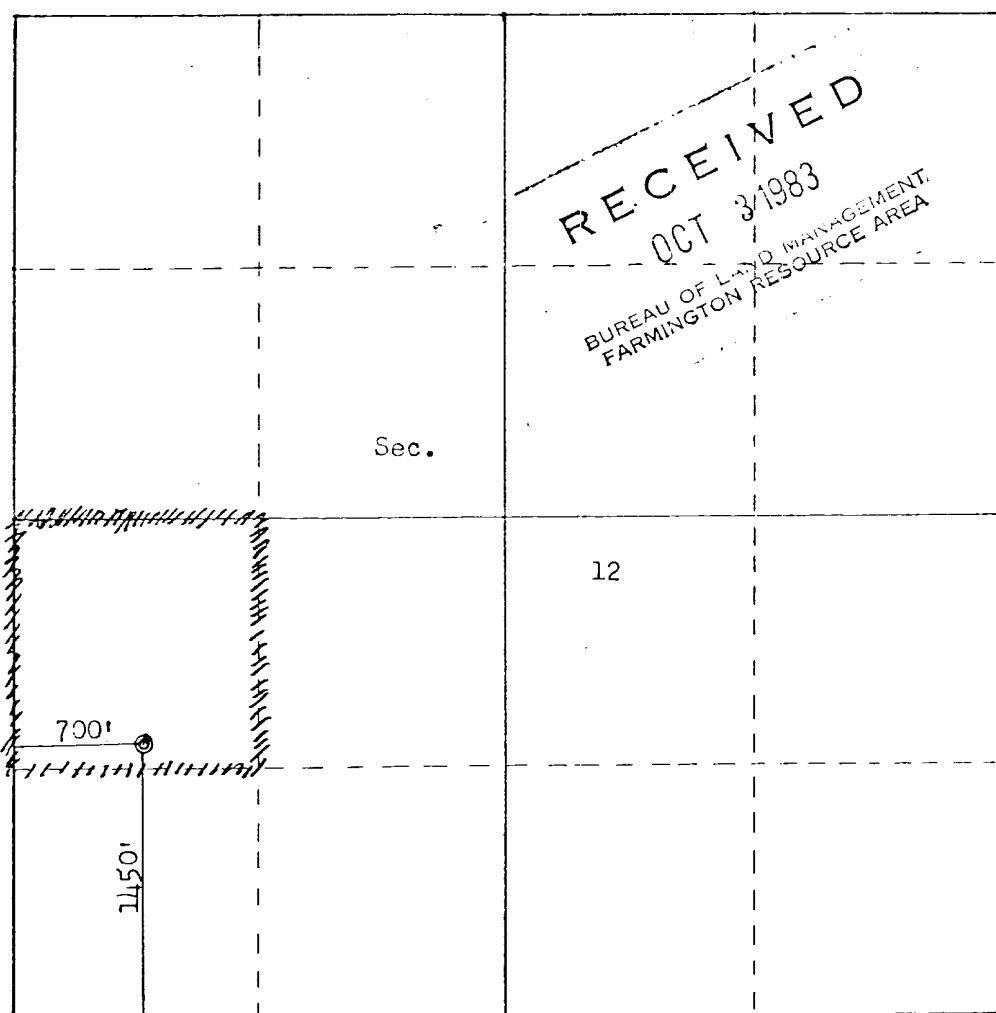 RECEIVED
OCT 3 1983
BUREAU OF LAND MANAGEMENT,
FARMINGTON RESOURCE AREA
Sec.
12
700'
1450'